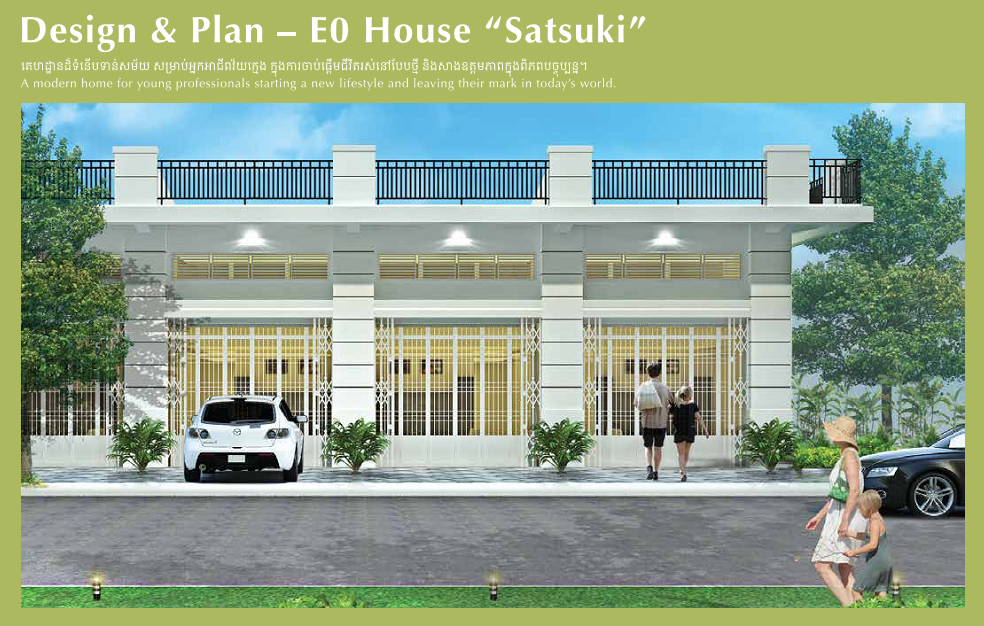 Design & Plan – E0 House “Satsuki”
គេហដ្ឋានដ៏ទំនើបទាន់សម័យ សម្រាប់អ្នកអាជីពវ័យក្មេង ក្នុងការចាប់ផ្តើមជីវិតរស់នៅបែបថ្មី និងសាងឧត្តមភាពក្នុងពិភពបច្ចុប្បន្ន។
A modern home for young professionals starting a new lifestyle and leaving their mark in today’s world.